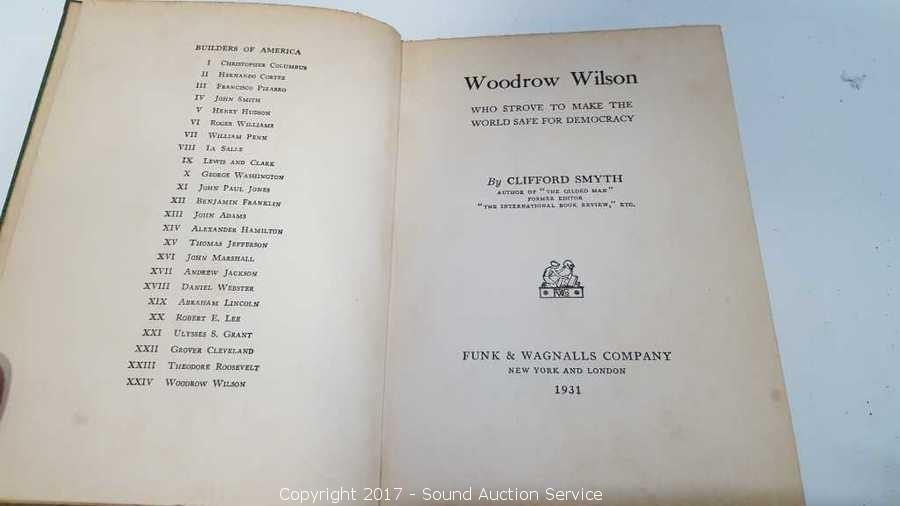 BUILDERS OF AMERICA
I Christopher Columbus
II Hernando Cortes
III Francisco Pizarro
IV John Smith
V Henry Hudson
VI Roger Williams
VII William Penn
VIII La Salle
IX Lewis and Clark
X George Washington
XI John Paul Jones
XII Benjamin Franklin
XIII John Adams
XIV Alexander Hamilton
XV Thomas Jefferson
XVI John Marshall
XVII Andrew Jackson
XVIII Daniel Webster
XIX Abraham Lincoln
XX Robert E. Lee
XXI Ulysses S. Grant
XXII Grover Cleveland
XXIII Theodore Roosevelt
XXIV Woodrow Wilson
Woodrow Wilson
WHO STROVE TO MAKE THE
WORLD SAFE FOR DEMOCRACY
By CLIFFORD SMYTH
AUTHOR OF "THE GILDED MAN"
FORMER EDITOR
"THE INTERNATIONAL BOOK REVIEW," ETC.
FUNK & WAGNALLS COMPANY
NEW YORK AND LONDON
1931
Copyright 2017 - Sound Auction Service